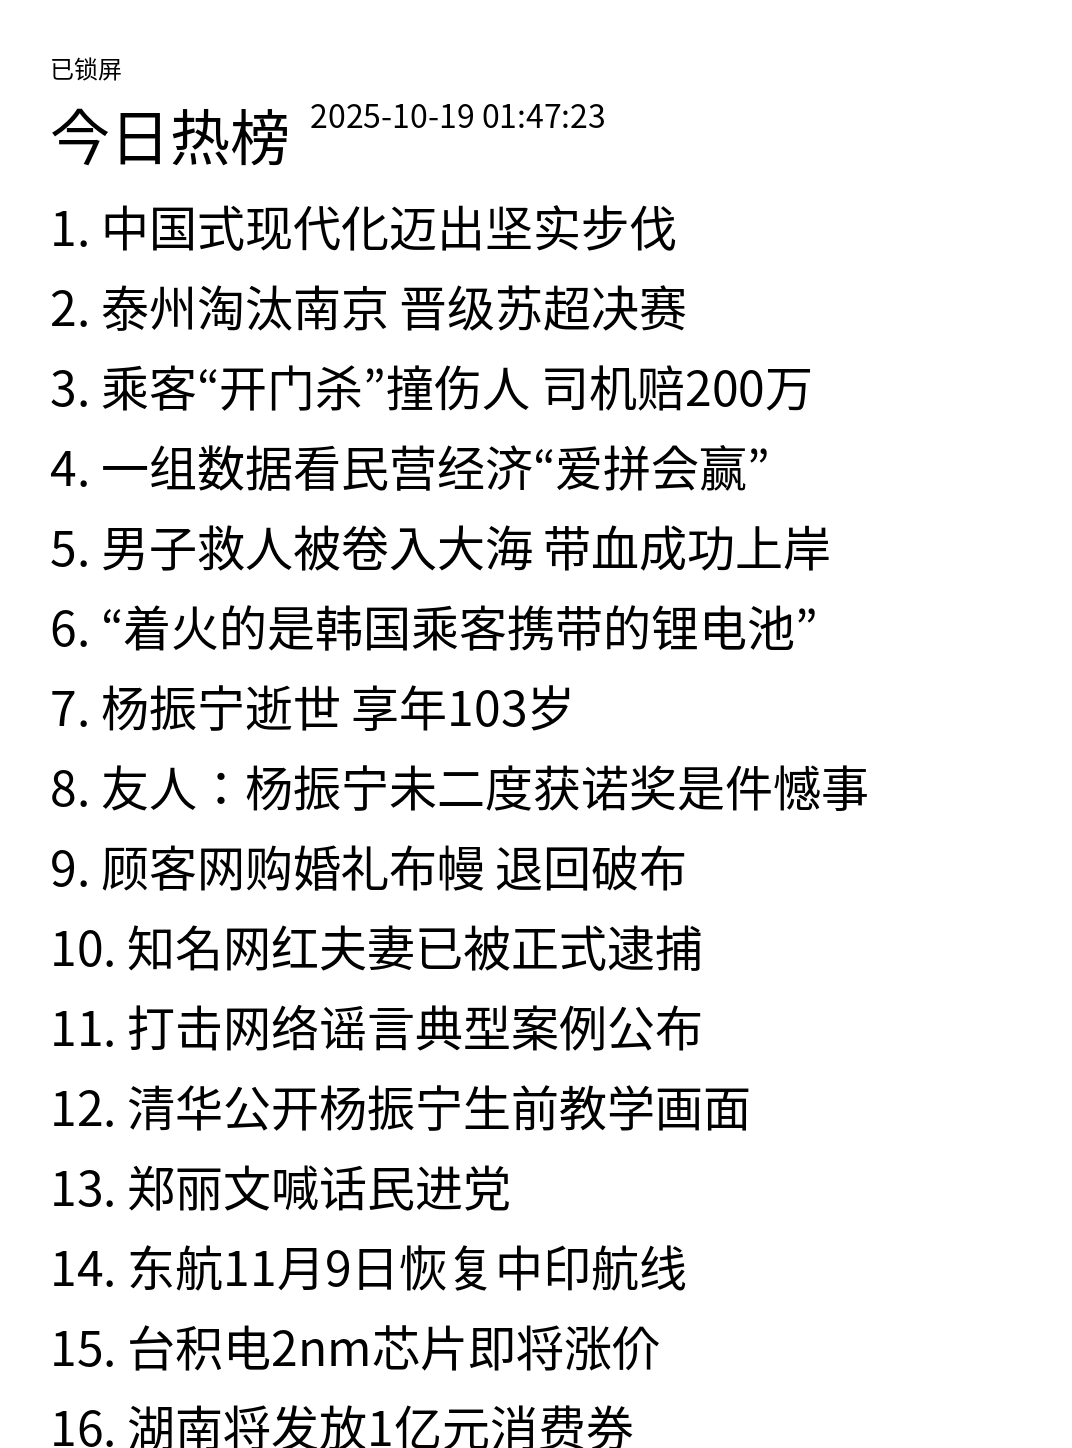 已锁屏
今日热榜 2025-10-19 01:47:23
1. 中国式现代化迈出坚实步伐
2. 泰州淘汰南京 晋级苏超决赛
3. 乘客“开门杀”撞伤人 司机赔200万
4. 一组数据看民营经济“爱拼会赢”
5. 男子救人被卷入大海 带血成功上岸
6. “着火的是韩国乘客携带的锂电池”
7. 杨振宁逝世 享年103岁
8. 友人：杨振宁未二度获诺奖是件憾事
9. 顾客网购婚礼布幔 退回破布
10. 知名网红夫妻已被正式逮捕
11. 打击网络谣言典型案例公布
12. 清华公开杨振宁生前教学画面
13. 郑丽文喊话民进党
14. 东航11月9日恢复中印航线
15. 台积电2nm芯片即将涨价
16. 湖南将发放1亿元消费券